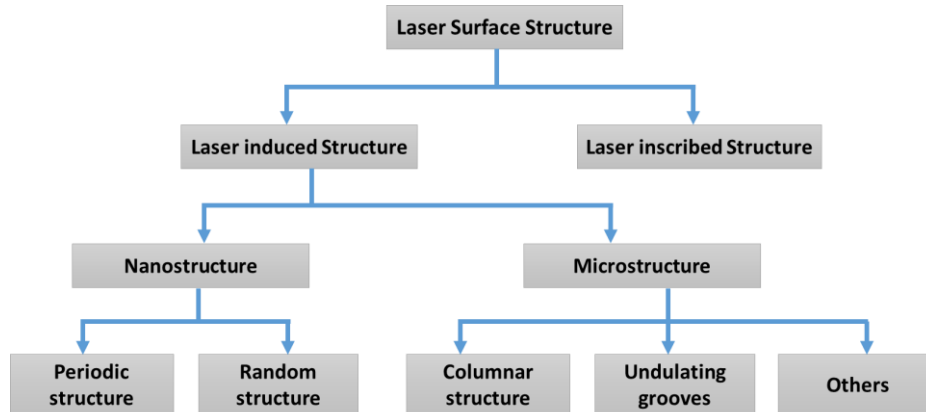 Laser Surface Structure
Laser induced Structure
Laser inscribed Structure
Nanostructure
Microstructure
Periodic
structure
Random
structure
Columnar
structure
Undulating
grooves
Others